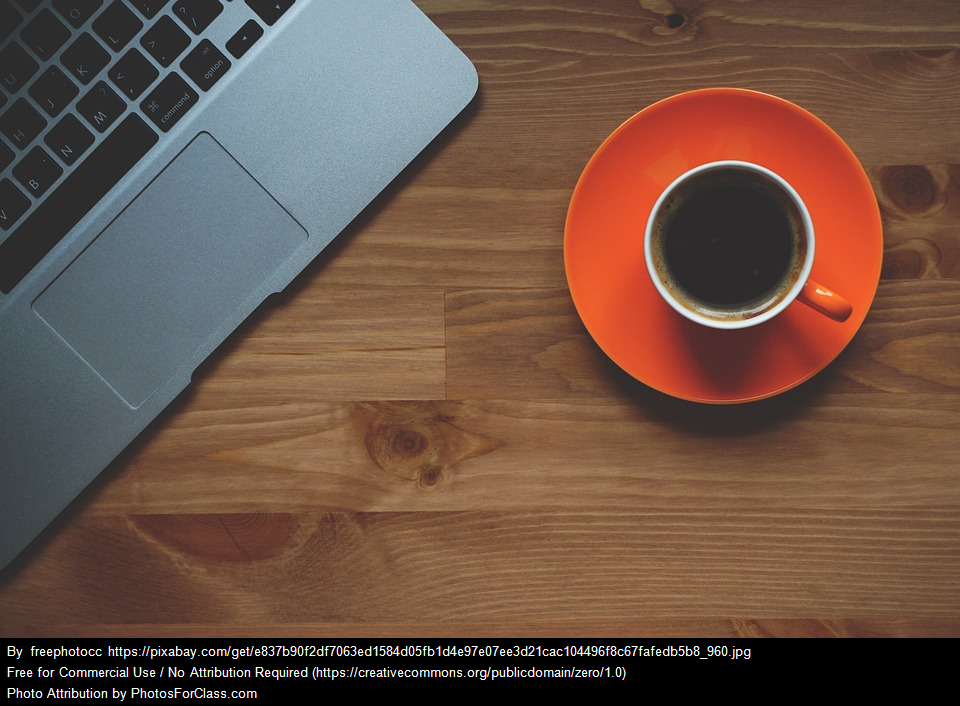 O
I L > ? /
U K < option alt
J command ⌘
H M ?
N
B
V
By freephotocc https://pixabay.com/get/e837b90f2df7063ed1584d05fb1d4e97e07ee3d21cac104496f8c67fafedb5b8_960.jpg
Free for Commercial Use / No Attribution Required (https://creativecommons.org/publicdomain/zero/1.0)
Photo Attribution by PhotosForClass.com